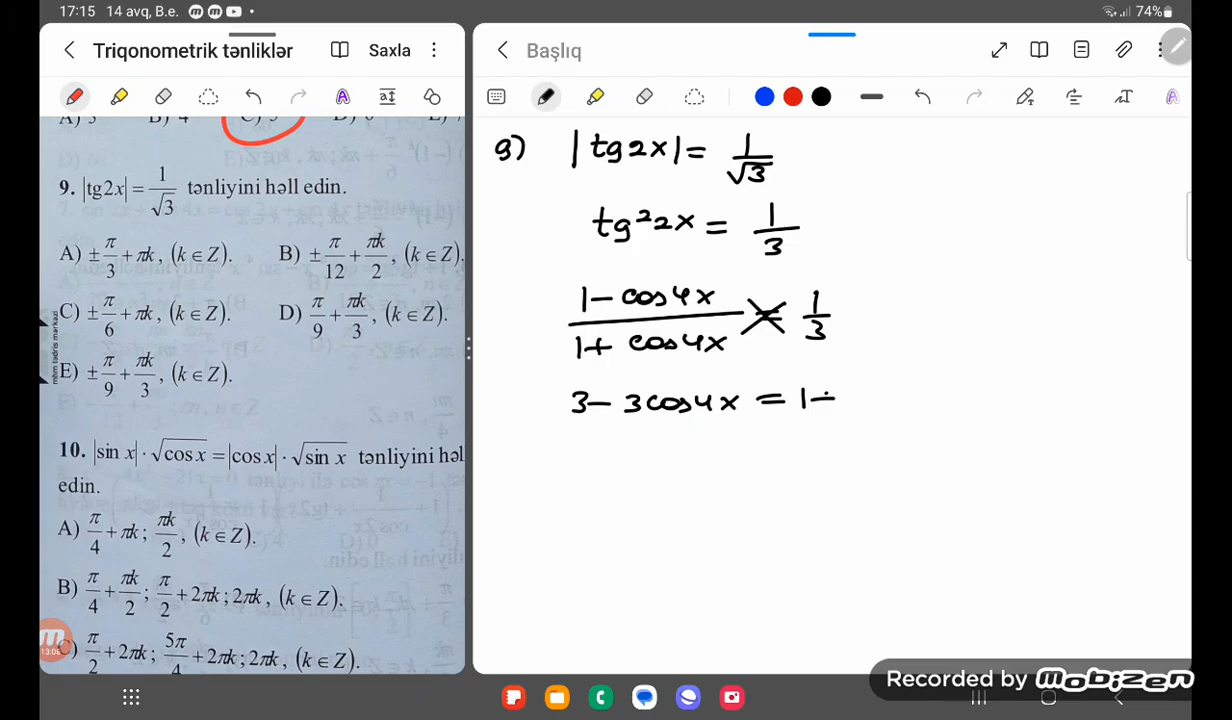 17:15 14 avq, B.e. 74%
Triqonometrik tənliklər Saxla
Başlıq
9. |tg2x| = 1/√3 tənliyini həll edin.
A) ± π/3 + πk, (k ∈ Z). B) ± π/12 + πk/2, (k ∈ Z).
C) ± π/6 + πk, (k ∈ Z). D) π/9 + πk/3, (k ∈ Z).
E) ± π/9 + πk/3, (k ∈ Z).
10. |sin x| · √cos x = |cos x| · √sin x tənliyini həl
edin.
A) π/4 + πk; πk/2, (k ∈ Z).
B) π/4 + πk/2; π/2 + 2πk; 2πk, (k ∈ Z).
C) π/2 + 2πk; 5π/4 + 2πk; 2πk, (k ∈ Z).
13:06
9) |tg2x| = 1/√3
tg²2x = 1/3
1 - cos4x / 1 + cos4x = 1/3
3 - 3cos4x = 1+
Recorded by mobizen